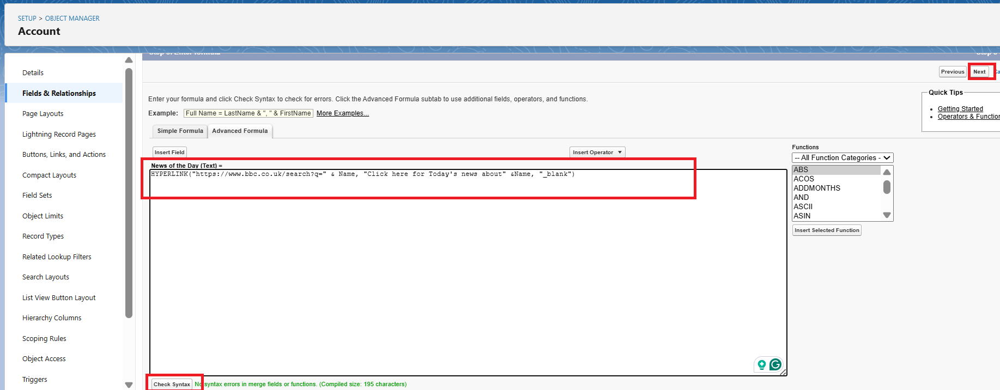 SETUP > OBJECT MANAGER
Account
Details
Fields & Relationships
Page Layouts
Lightning Record Pages
Buttons, Links, and Actions
Compact Layouts
Field Sets
Object Limits
Record Types
Related Lookup Filters
Search Layouts
List View Button Layout
Hierarchy Columns
Scoping Rules
Object Access
Triggers
Previous Next
Enter your formula and click Check Syntax to check for errors. Click the Advanced Formula subtab to use additional fields, operators, and functions.
Example: Full Name = LastName & ", " & FirstName More Examples...
Quick Tips
Getting Started
Operators &
Simple Formula Advanced Formula
Insert Field Insert Operator
News of the Day (Text) =
HYPERLINK("https://www.bbc.co.uk/search?q=" & Name, "Click here for Today's news about" &Name, "_blank")
Functions
-- All Function Categories -
ABS
ACOS
ADDMONTHS
AND
ASCII
ASIN
Insert Selected Function
Check Syntax No syntax errors in merge fields or functions. (Compiled size: 195 characters)